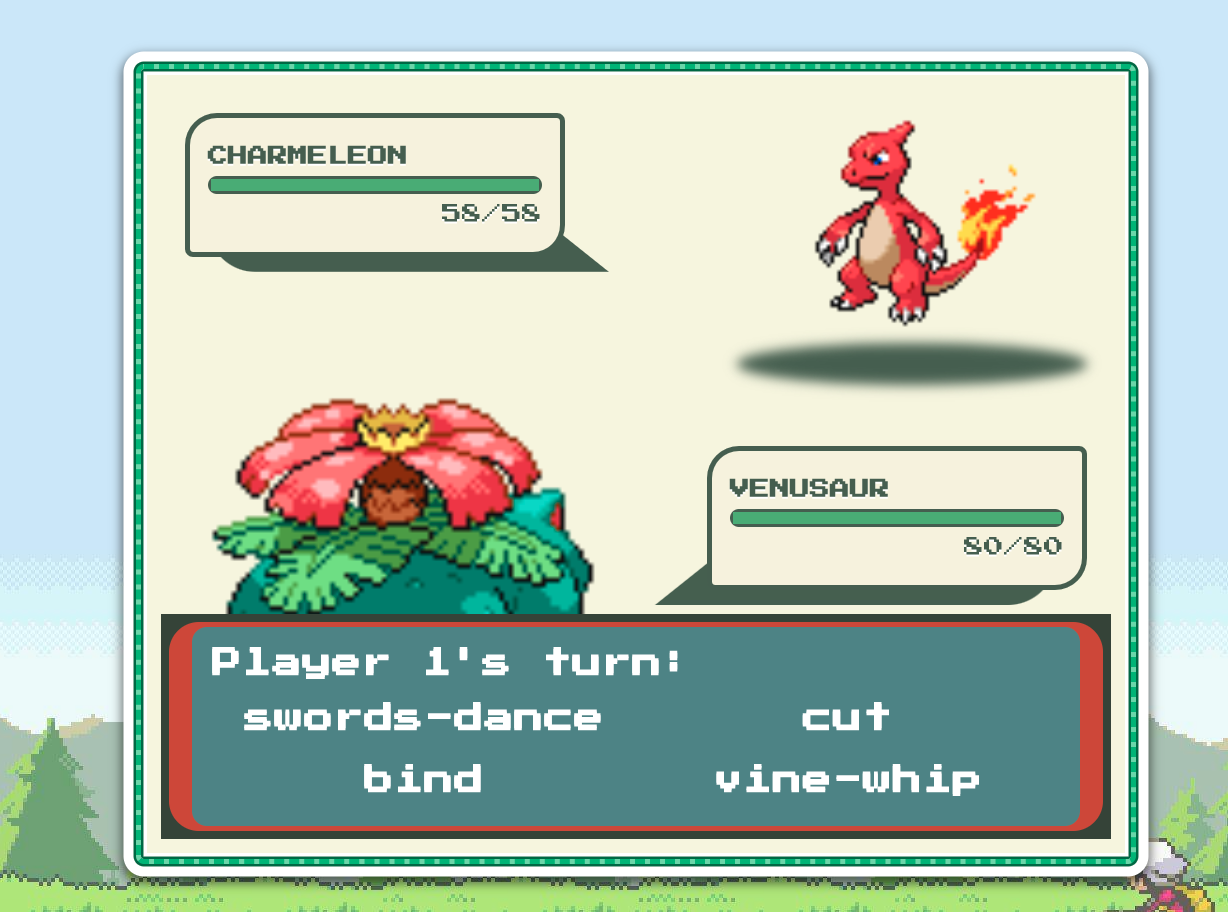 CHARMELEON
58/58
VENUSAUR
80/80
Player 1's turn:
swords-dance cut
bind vine-whip